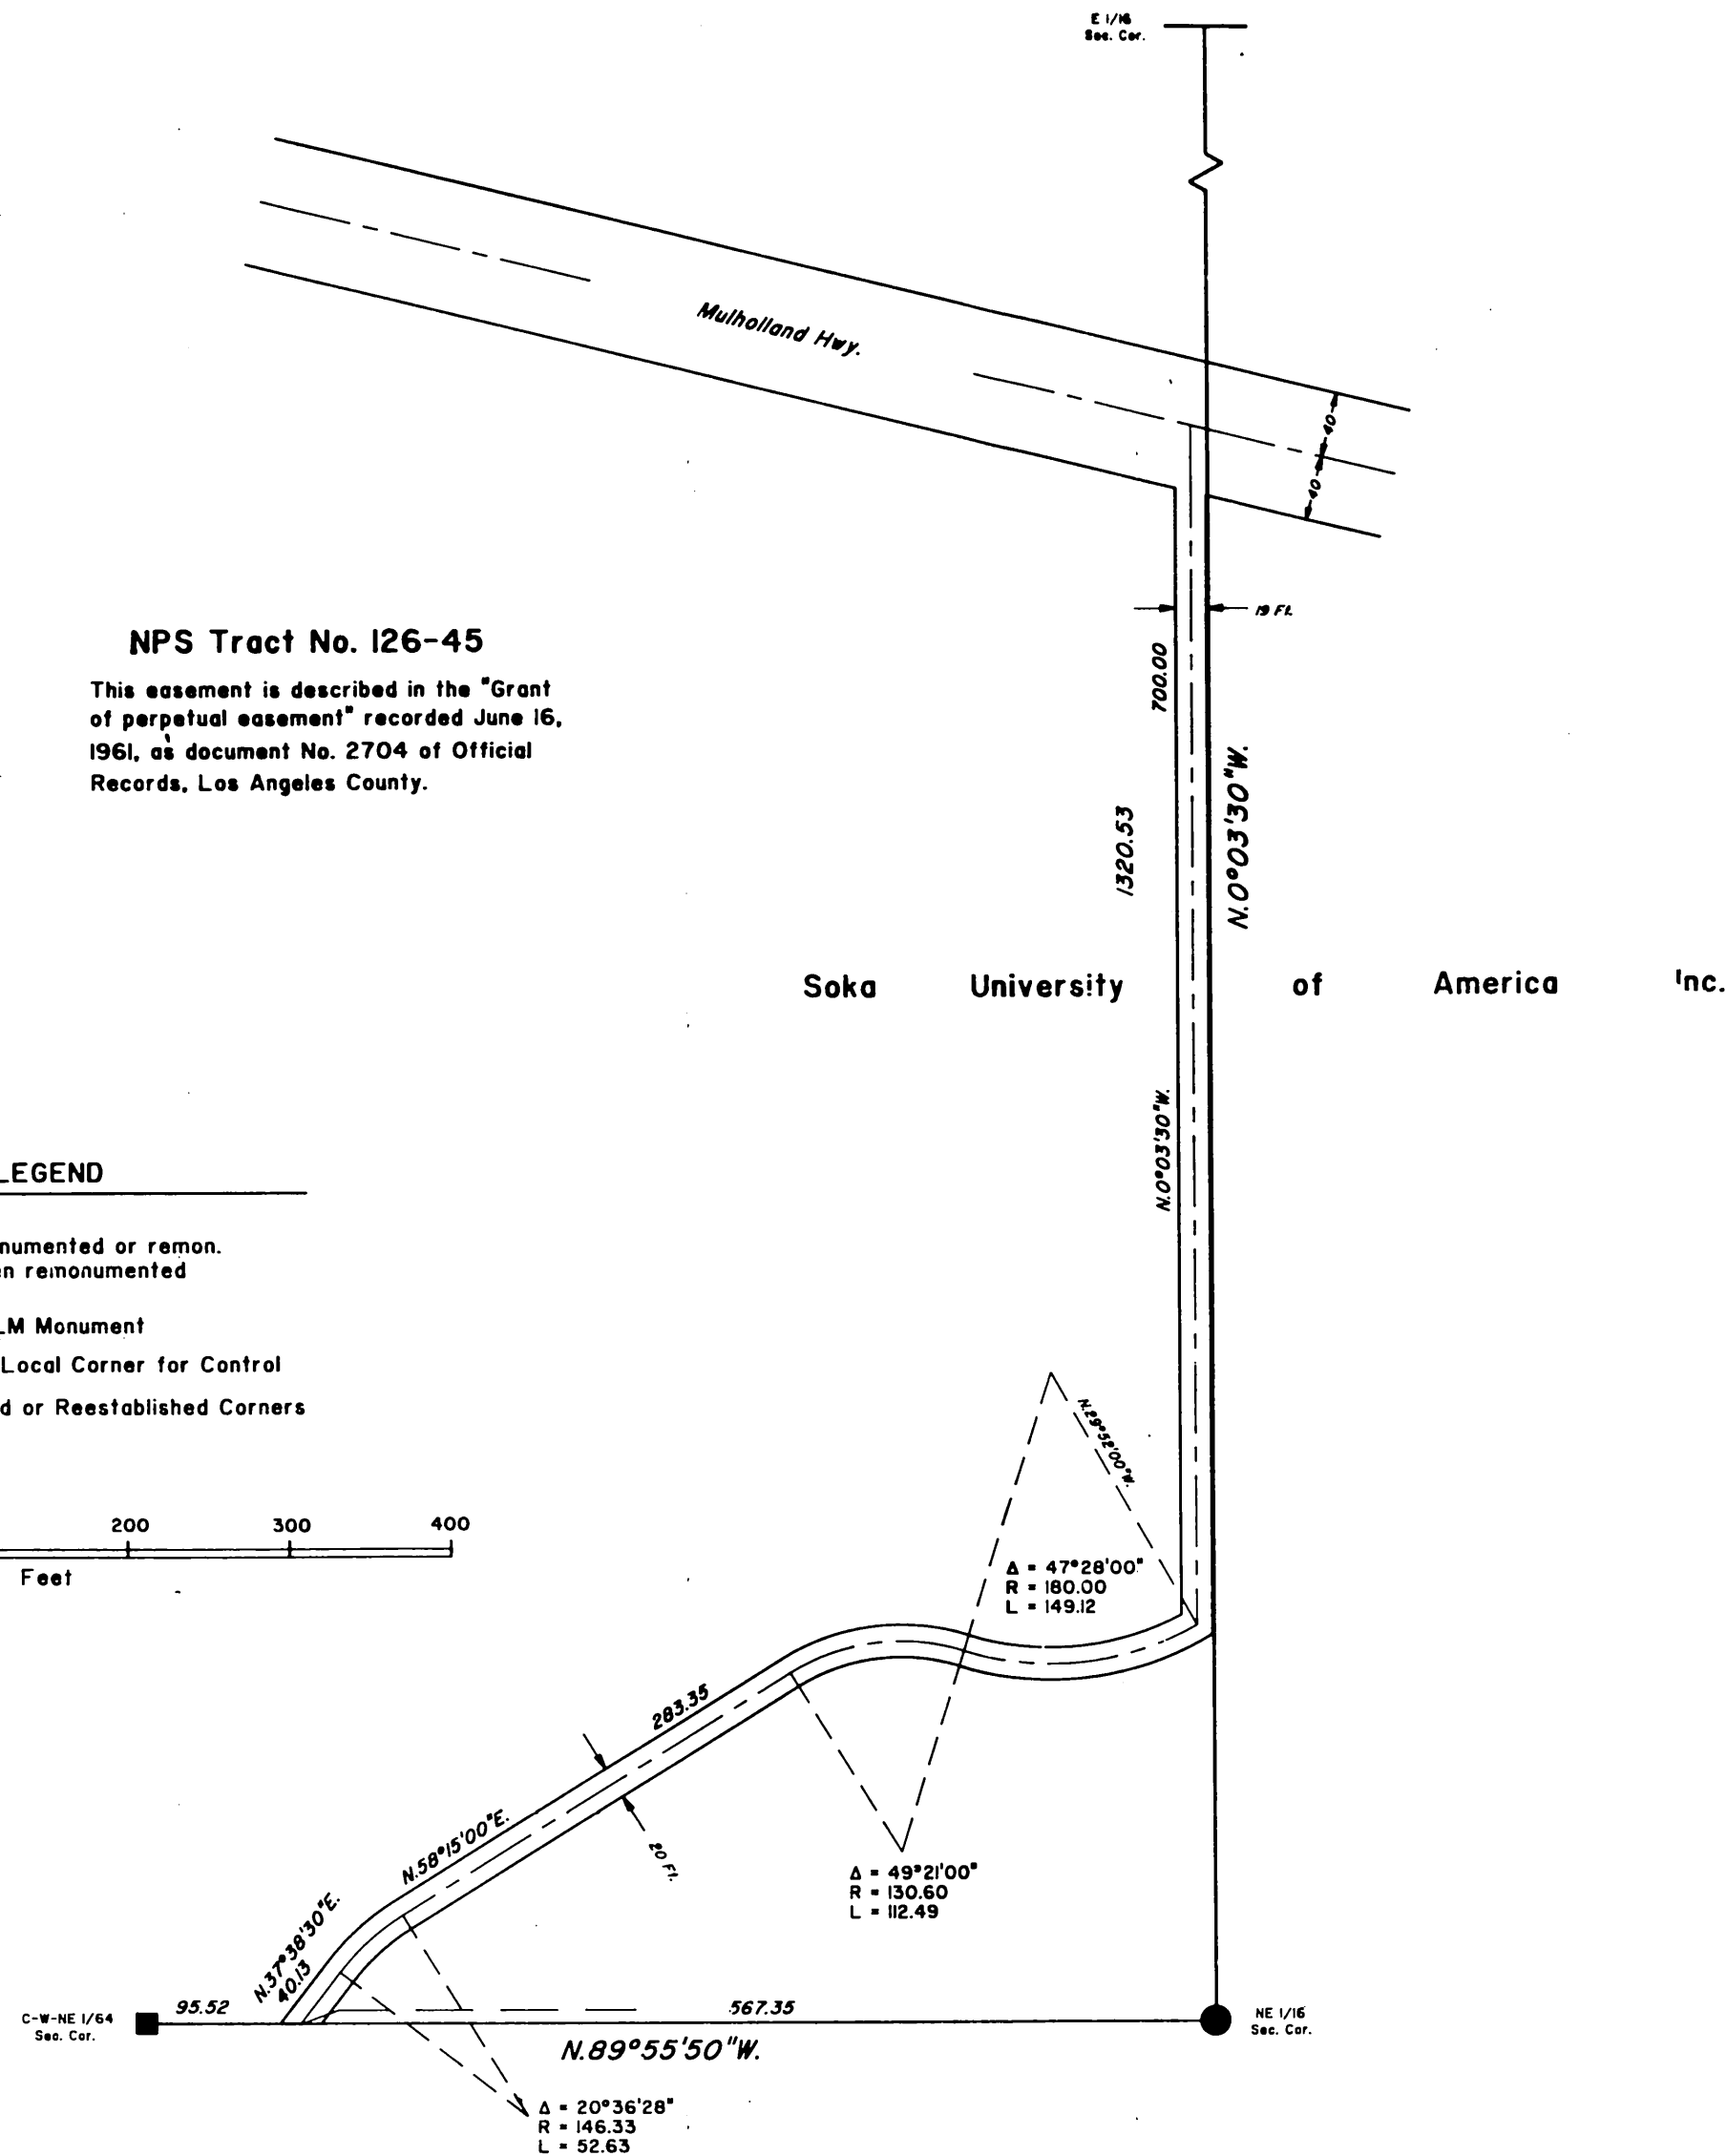 E 1/16
Sec. Cor.
Mulholland Hwy.
40
40
19 Ft.
NPS Tract No. 126-45
This easement is described in the "Grant
of perpetual easement" recorded June 16,
1961, as document No. 2704 of Official
Records, Los Angeles County.
700.00
1320.53
N.0°03'30"W.
Soka University of America Inc.
N.0°03'30"W.
LEGEND
numented or remon.
n remonumented
LM Monument
Local Corner for Control
d or Reestablished Corners
200 300 400
Feet
N.29°52'00"W.
Δ = 47°28'00"
R = 180.00
L = 149.12
283.35
N.58°15'00"E.
20 Ft.
Δ = 49°21'00"
R = 130.60
L = 112.49
N.37°38'30"E.
40.13
C-W-NE 1/64
Sec. Cor.
95.52
567.35
NE 1/16
Sec. Cor.
N.89°55'50"W.
Δ = 20°36'28"
R = 146.33
L = 52.63